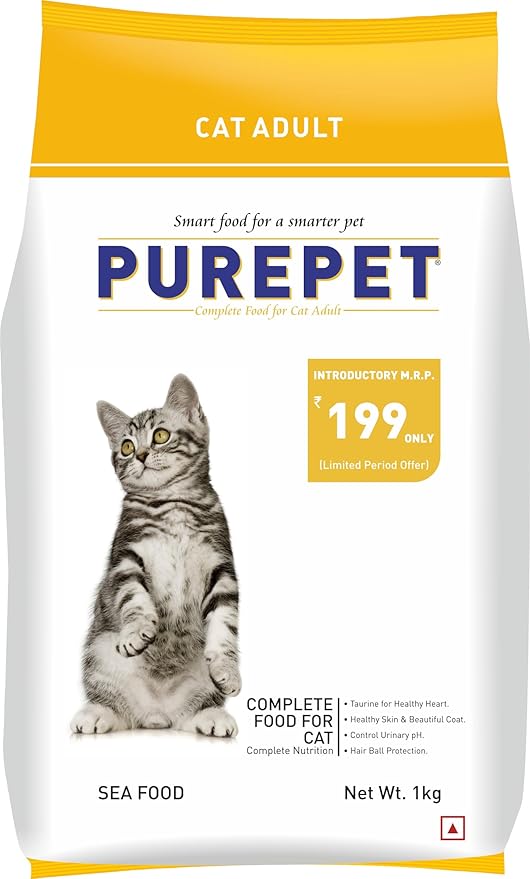 CAT ADULT
Smart food for a smarter pet
PUREPET®
Complete Food for Cat Adult
INTRODUCTORY M.R.P.
₹ 199 ONLY
(Limited Period Offer)
COMPLETE
FOOD FOR
CAT
Complete Nutrition
• Taurine for Healthy Heart.
• Healthy Skin & Beautiful Coat.
• Control Urinary pH.
• Hair Ball Protection.
SEA FOOD
Net Wt. 1kg